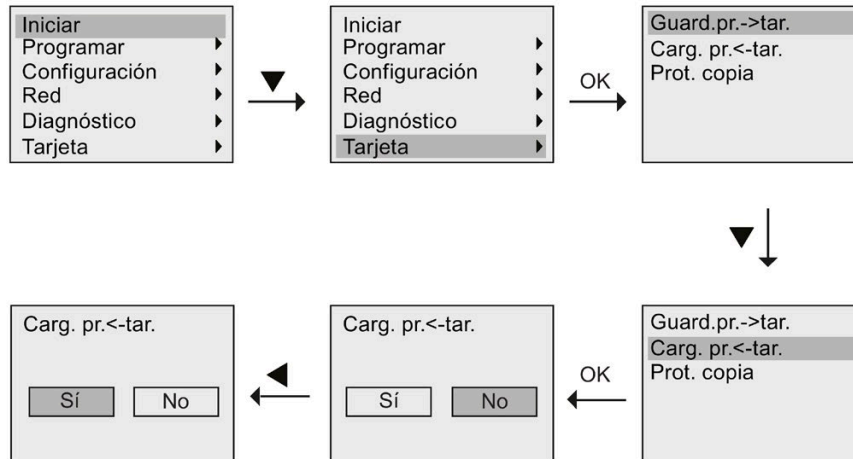 Iniciar
Programar
Configuración
Red
Diagnóstico
Tarjeta
Iniciar
Programar
Configuración
Red
Diagnóstico
Tarjeta
OK
Guard.pr.->tar.
Carg. pr.<-tar.
Prot. copia
Guard.pr.->tar.
Carg. pr.<-tar.
Prot. copia
OK
Carg. pr.<-tar.
Sí No
Carg. pr.<-tar.
Sí No